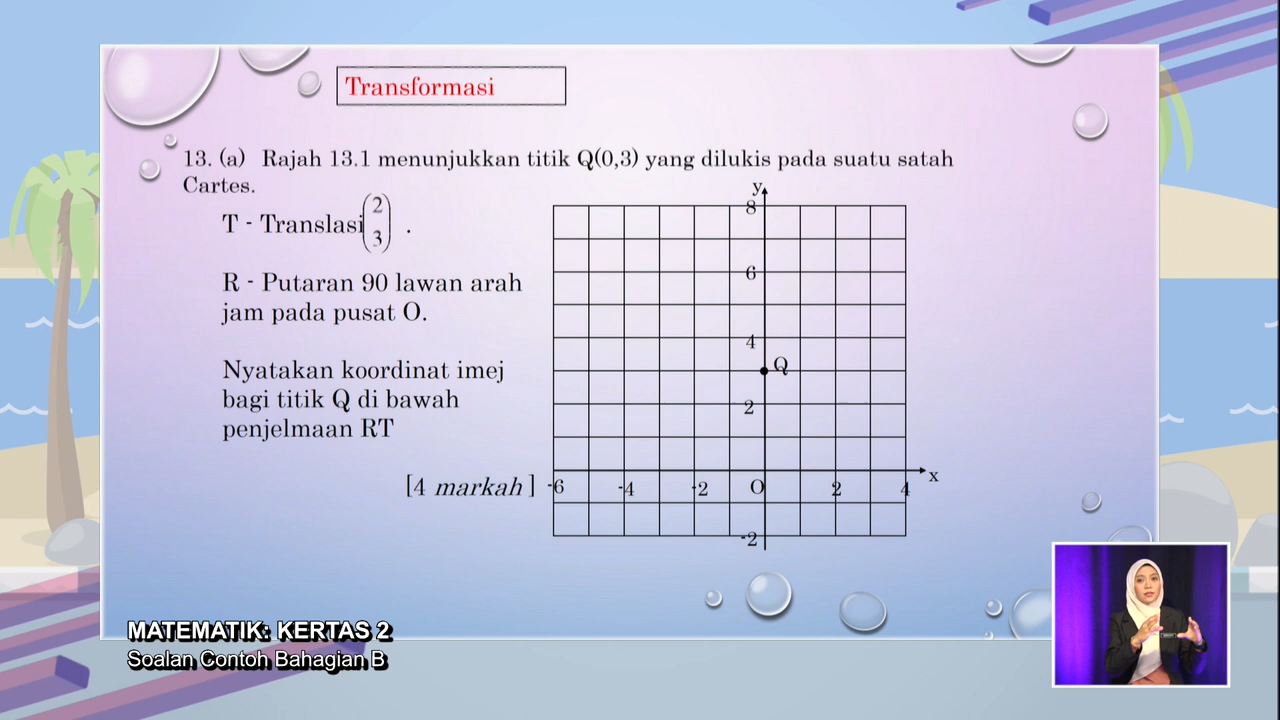 Transformasi
13. (a) Rajah 13.1 menunjukkan titik Q(0,3) yang dilukis pada suatu satah
Cartes.
T - Translasi (2 3) .
R - Putaran 90 lawan arah
jam pada pusat O.
Nyatakan koordinat imej
bagi titik Q di bawah
penjelmaan RT
[4 markah]
y
8
6
4
Q
2
-6 -4 -2 O 2 4 x
-2
MATEMATIK: KERTAS 2
Soalan Contoh Bahagian B